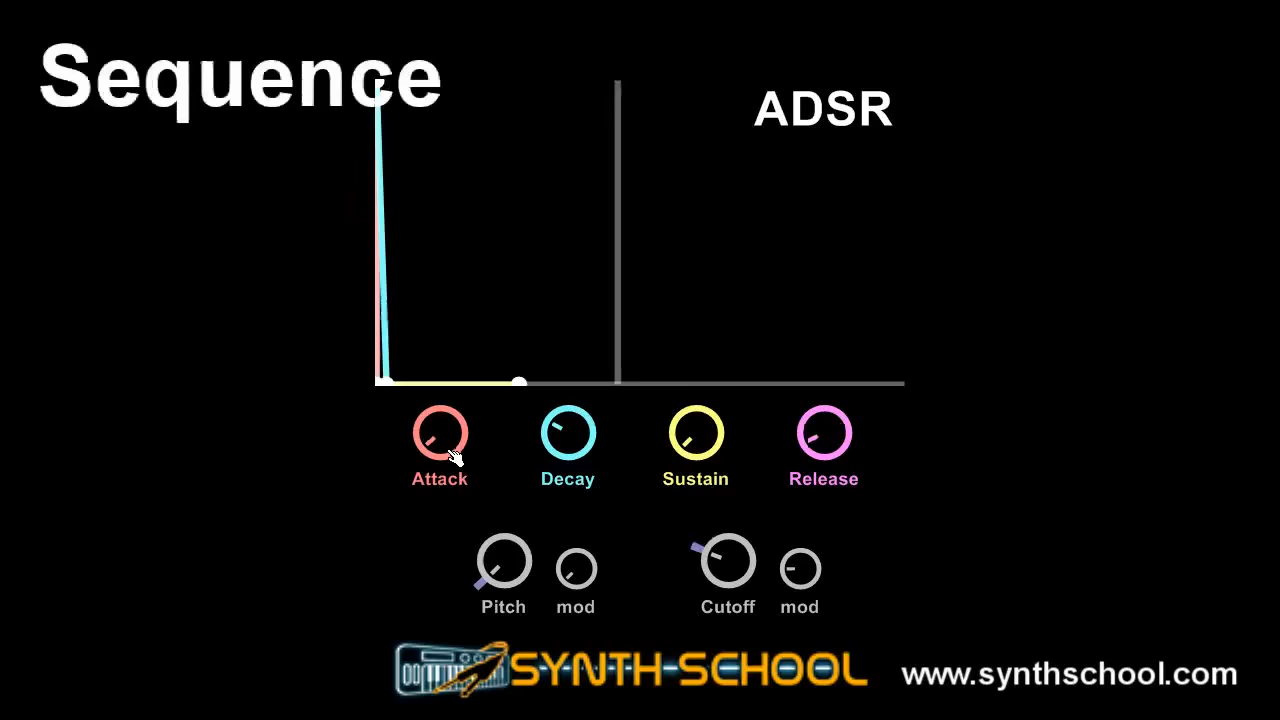 Sequence
ADSR
Attack Decay Sustain Release
Pitch mod Cutoff mod
SYNTH-SCHOOL
www.synthschool.com